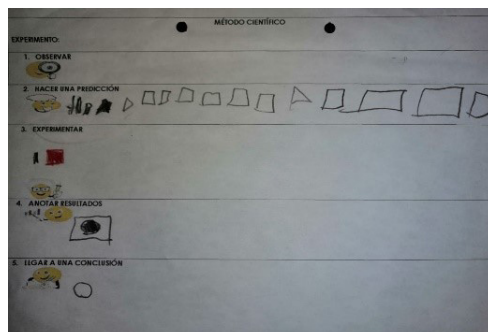 MÉTODO CIENTÍFICO
EXPERIMENTO:
1. OBSERVAR
2. HACER UNA PREDICCIÓN
3. EXPERIMENTAR
4. ANOTAR RESULTADOS
5. LLEGAR A UNA CONCLUSIÓN